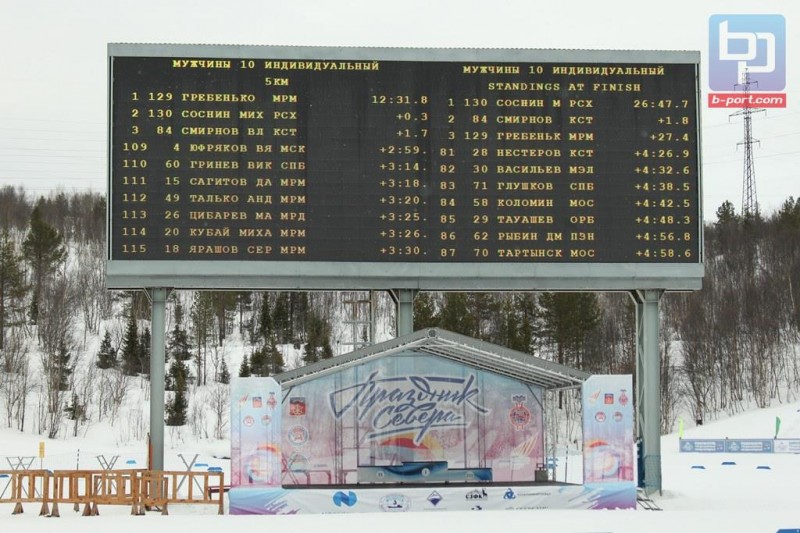 МУЖЧИНЫ 10 ИНДИВИДУАЛЬНЫЙ
5КМ
1 129 ГРЕБЕНЬКО МРМ 12:31.8
2 130 СОСНИН МИХ РСХ +0.3
3 84 СМИРНОВ ВЛ КСТ +1.7
109 4 ЮФРЯКОВ ВЯ МСК +2:59.
110 60 ГРИНЕВ ВИК СПБ +3:14.
111 15 САГИТОВ ДА МРМ +3:18.
112 49 ТАЛЬКО АНД МРМ +3:20.
113 26 ЦИБАРЕВ МА МРД +3:25.
114 20 КУБАЙ МИХА МРМ +3:26.
115 18 ЯРАШОВ СЕР МРМ +3:30.
МУЖЧИНЫ 10 ИНДИВИДУАЛЬНЫЙ
STANDINGS AT FINISH
1 130 СОСНИН М РСХ 26:47.7
2 84 СМИРНОВ КСТ +1.8
3 129 ГРЕБЕНЬК МРМ +27.4
81 28 НЕСТЕРОВ КСТ +4:26.9
82 30 ВАСИЛЬЕВ МЭЛ +4:32.6
83 71 ГЛУШКОВ СПБ +4:38.5
84 58 КОЛОМИН МОС +4:42.5
85 29 ТАУАШЕВ ОРБ +4:48.3
86 62 РЫБИН ДМ ПЗН +4:56.8
87 70 ТАРТЫНСК МОС +4:58.6
bp
b-port.com
Праздник
Севера